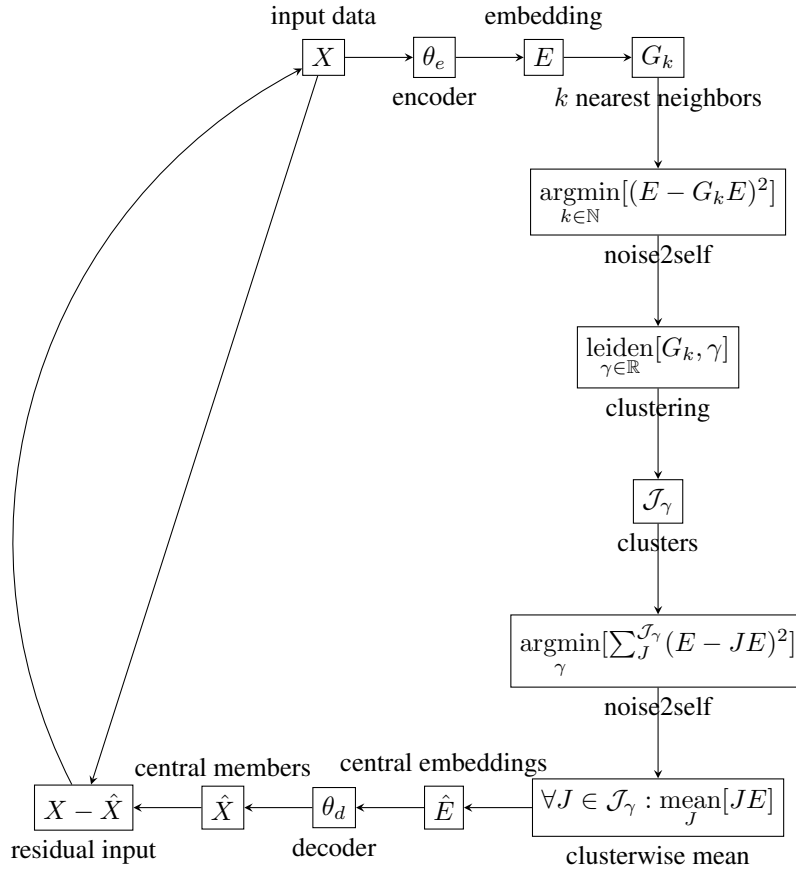 input data
embedding
X
θ_e
E
G_k
encoder
k nearest neighbors
argmin[(E − G_kE)²]
k∈ℕ
noise2self
leiden[G_k, γ]
γ∈ℝ
clustering
𝒥_γ
clusters
argmin[∑_J^{𝒥_γ}(E − JE)²]
γ
noise2self
central members
central embeddings
X − X̂
X̂
θ_d
Ê
∀J ∈ 𝒥_γ : mean[JE]
J
residual input
decoder
clusterwise mean